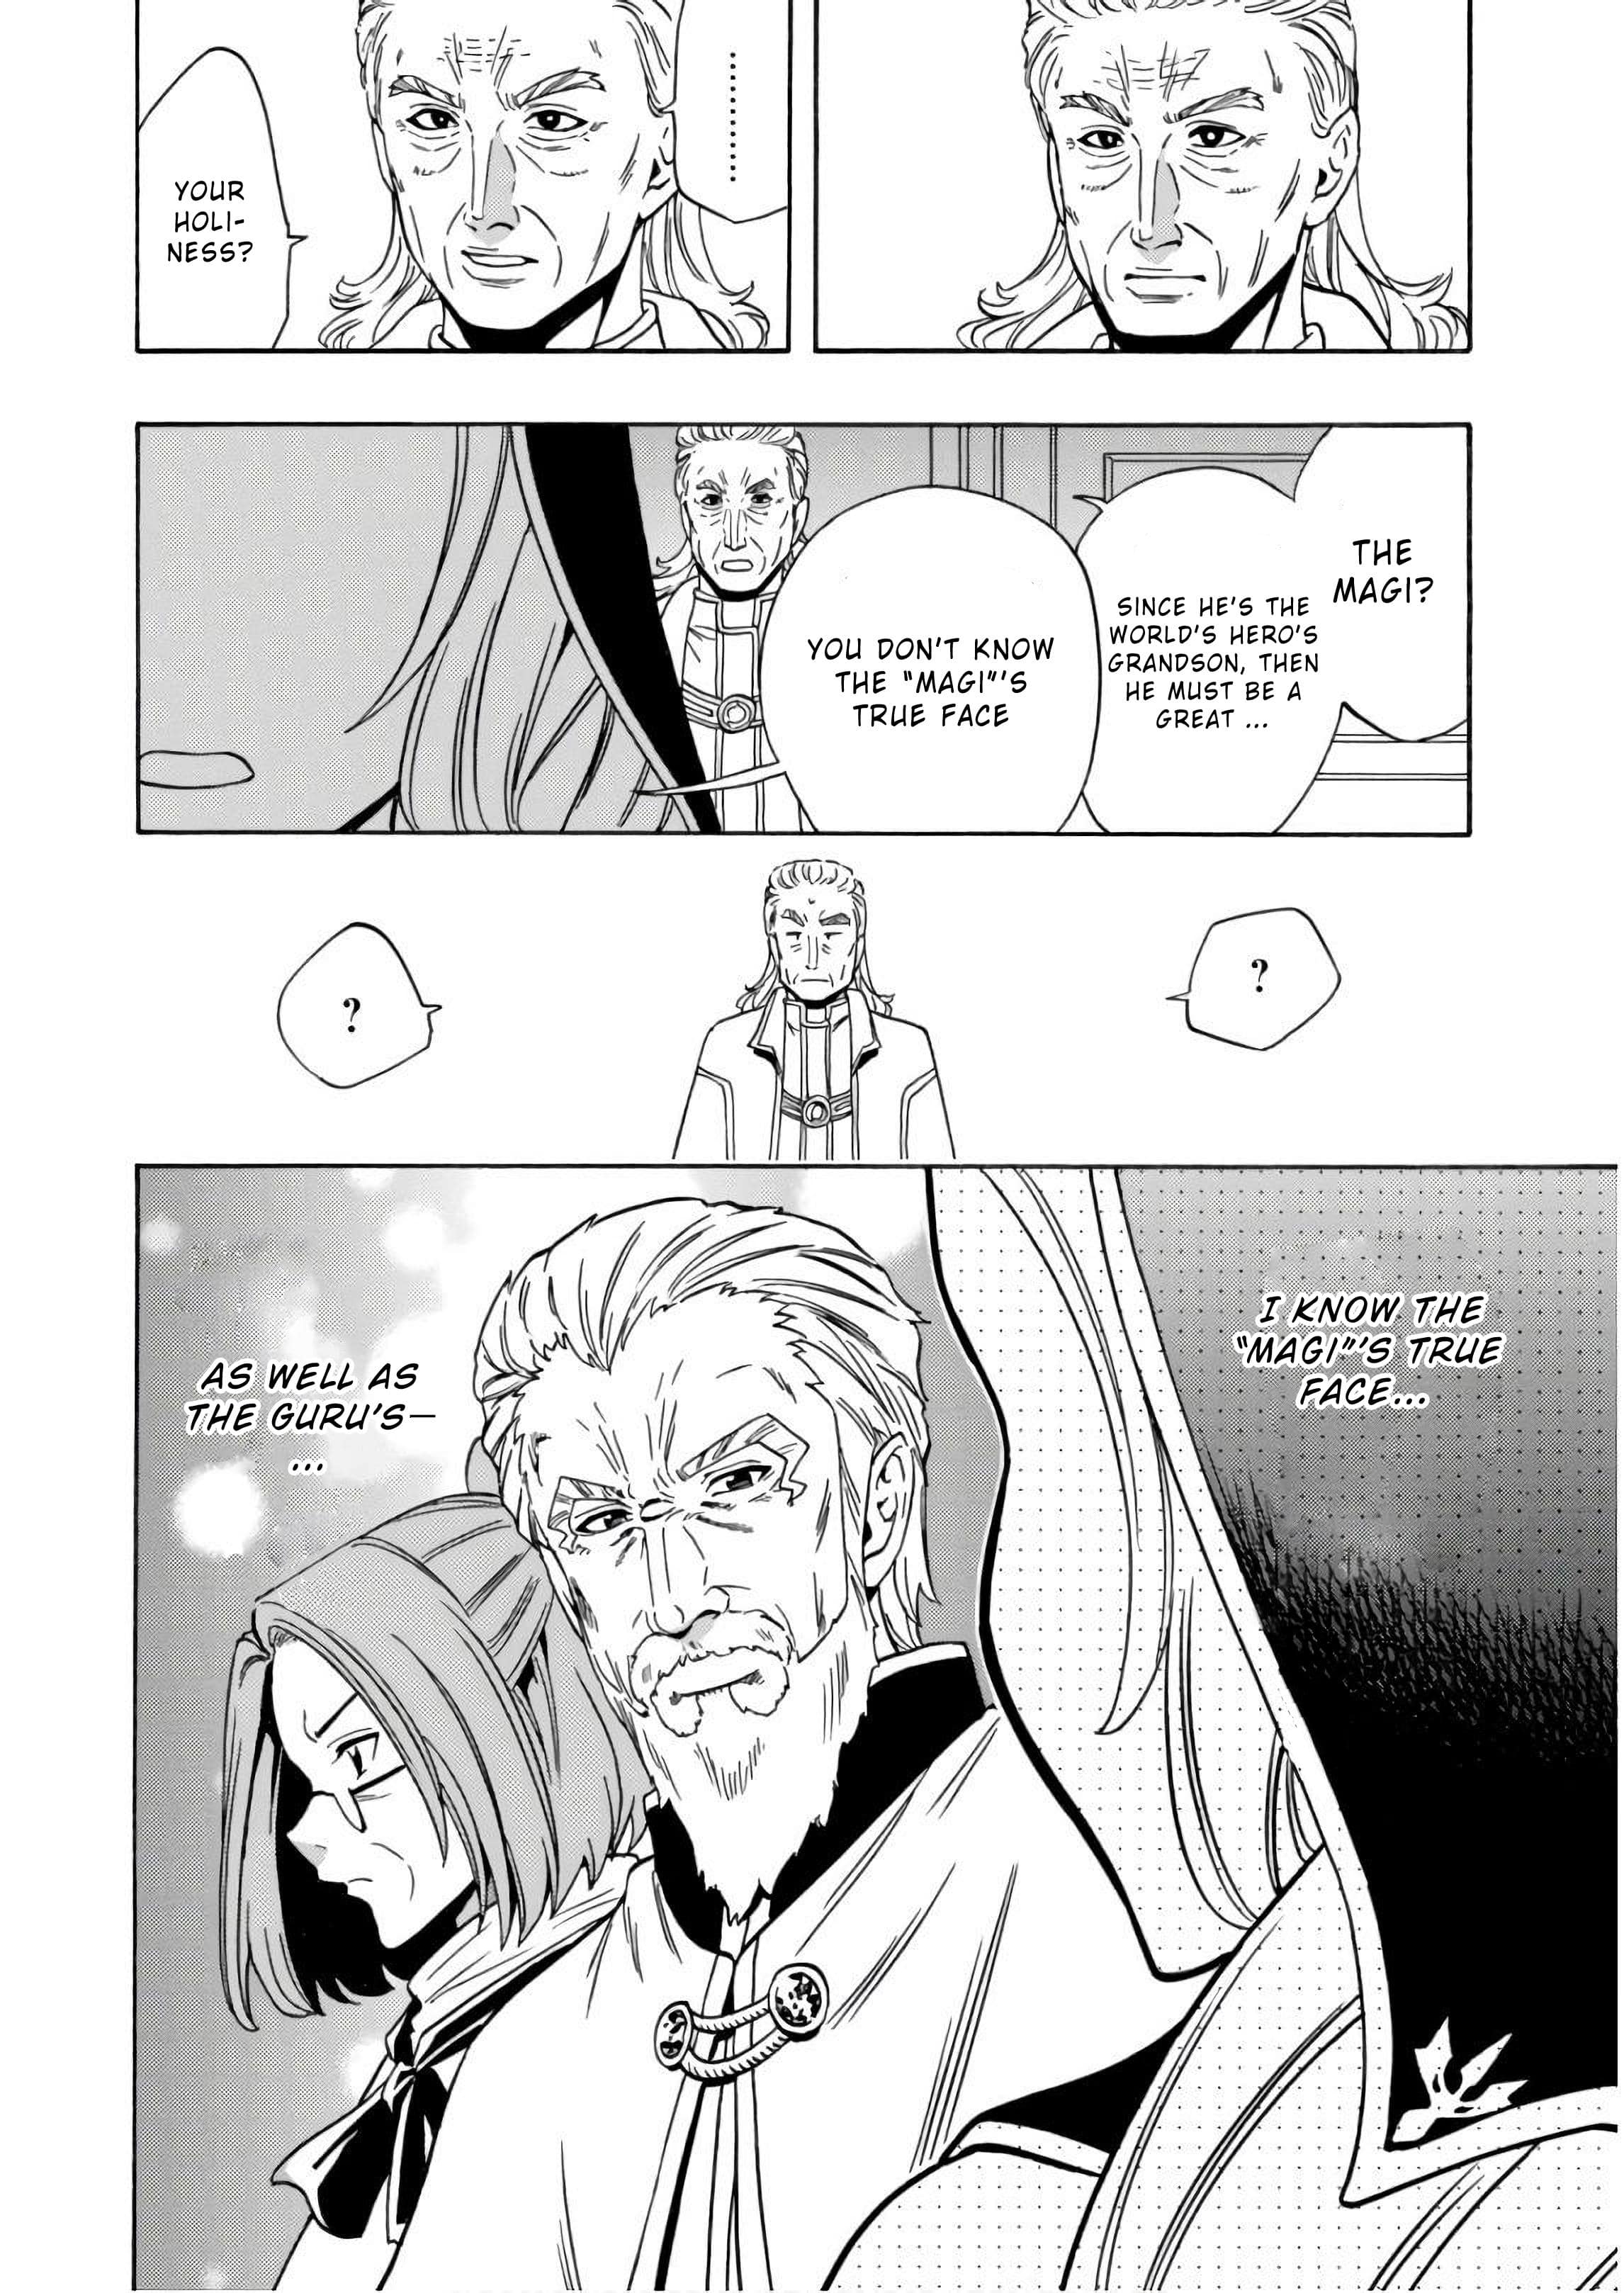 .........
YOUR
HOLI-
NESS?
THE
MAGI?
SINCE HE'S THE
WORLD'S HERO'S
GRANDSON, THEN
HE MUST BE A
GREAT ...
YOU DON'T KNOW
THE "MAGI"'S
TRUE FACE
?
?
I KNOW THE
"MAGI"'S TRUE
FACE...
AS WELL AS
THE GURU'S—
...